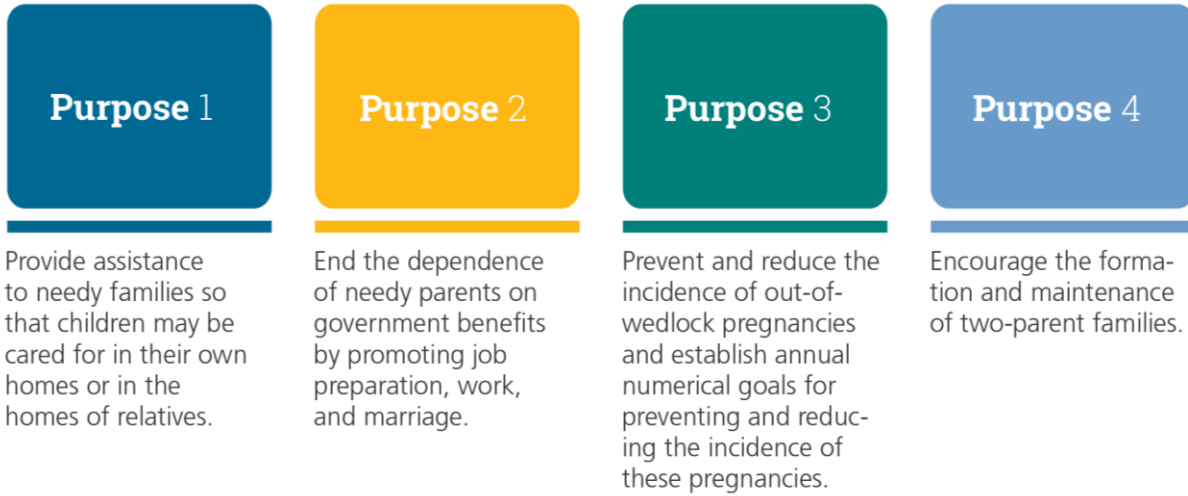 Purpose 1
Provide assistance
to needy families so
that children may be
cared for in their own
homes or in the
homes of relatives.
Purpose 2
End the dependence
of needy parents on
government benefits
by promoting job
preparation, work,
and marriage.
Purpose 3
Prevent and reduce the
incidence of out-of-
wedlock pregnancies
and establish annual
numerical goals for
preventing and reduc-
ing the incidence of
these pregnancies.
Purpose 4
Encourage the forma-
tion and maintenance
of two-parent families.